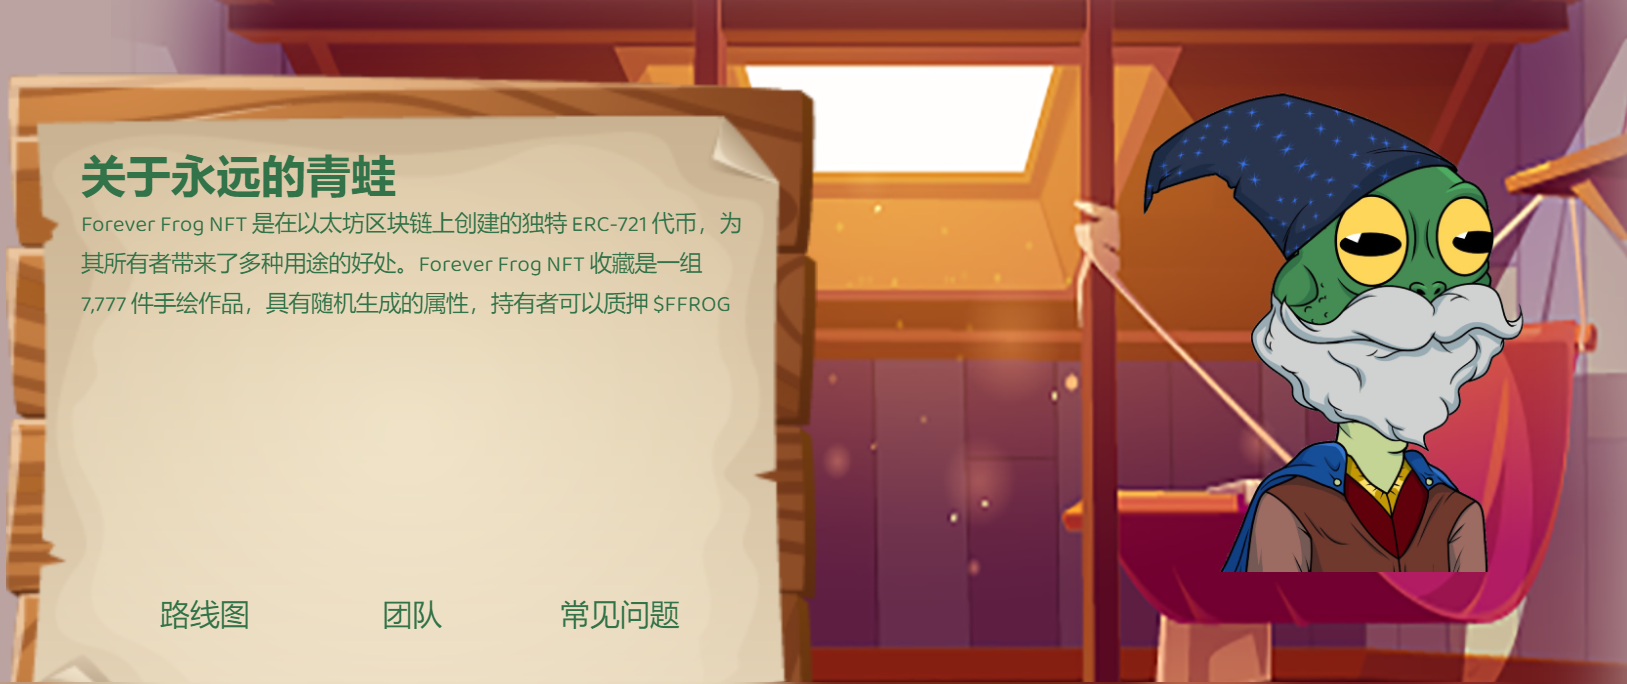 关于永远的青蛙
Forever Frog NFT 是在以太坊区块链上创建的独特 ERC-721 代币，为
其所有者带来了多种用途的好处。Forever Frog NFT 收藏是一组
7,777 件手绘作品，具有随机生成的属性，持有者可以质押 $FFROG
路线图 团队 常见问题